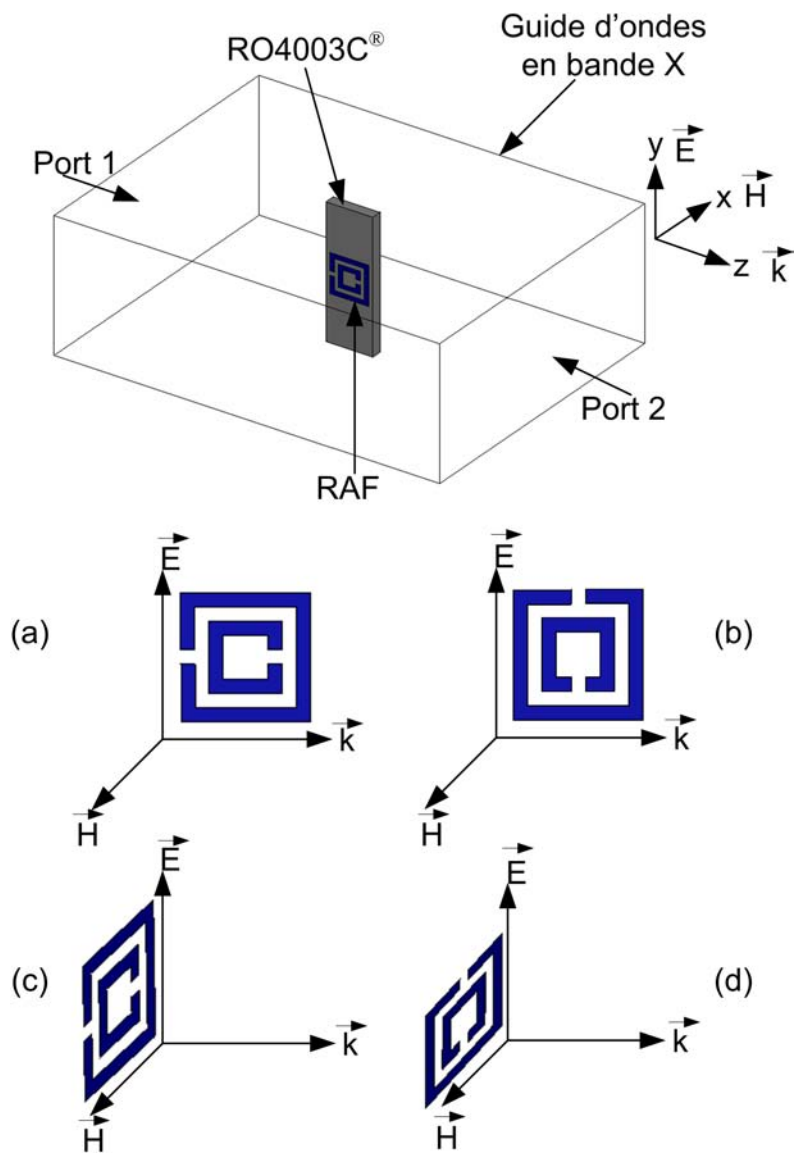 RO4003C®
Guide d'ondes
en bande X
Port 1
y E
x H
z k
Port 2
RAF
E
E
(a)
(b)
k
k
H
H
E
E
(c)
(d)
k
k
H
H